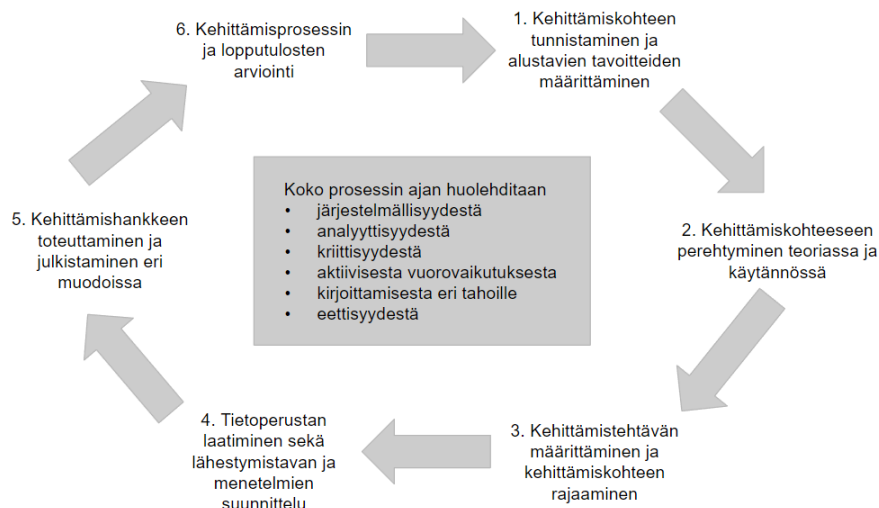 1. Kehittämiskohteen
tunnistaminen ja
alustavien tavoitteiden
määrittäminen
2. Kehittämiskohteeseen
perehtyminen teoriassa ja
käytännössä
3. Kehittämistehtävän
määrittäminen ja
kehittämiskohteen
rajaaminen
4. Tietoperustan
laatiminen sekä
lähestymistavan ja
menetelmien
suunnittelu
5. Kehittämishankkeen
toteuttaminen ja
julkistaminen eri
muodoissa
6. Kehittämisprosessin
ja lopputulosten
arviointi
Koko prosessin ajan huolehditaan
• järjestelmällisyydestä
• analyyttisyydestä
• kriittisyydestä
• aktiivisesta vuorovaikutuksesta
• kirjoittamisesta eri tahoille
• eettisyydestä